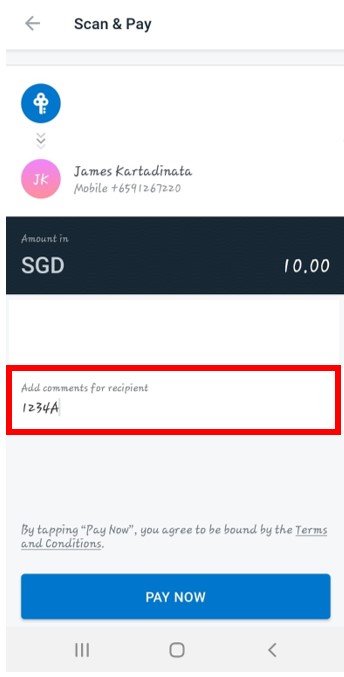 Scan & Pay
JK
James Kartadinata
Mobile +6591267220
Amount in
SGD 10.00
Add comments for recipient
1234A
By tapping “Pay Now”, you agree to be bound by the Terms
and Conditions.
PAY NOW